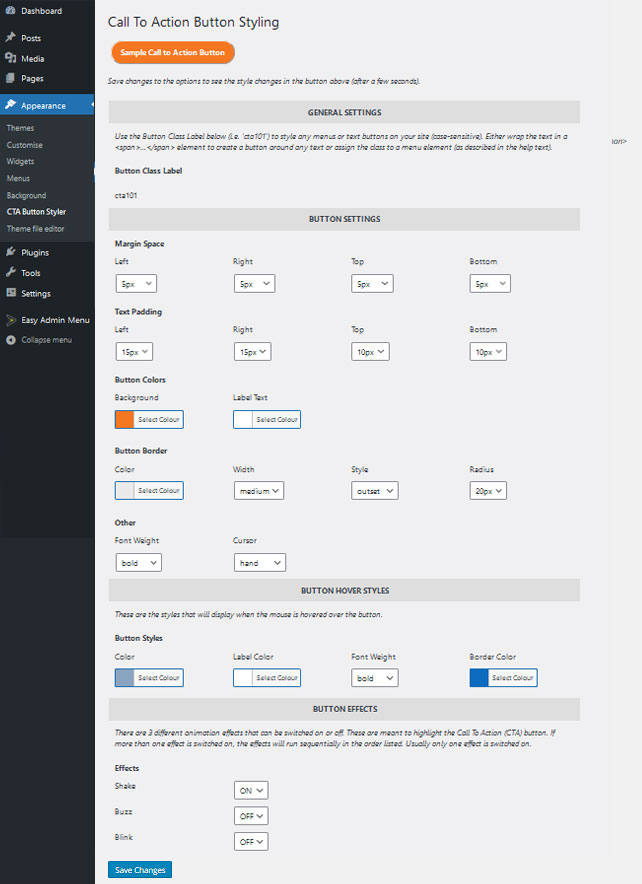 Dashboard
Posts
Media
Pages
Appearance
Themes
Customise
Widgets
Menus
Background
CTA Button Styler
Theme file editor
Plugins
Tools
Settings
Easy Admin Menu
Collapse menu
Call To Action Button Styling
Sample Call to Action Button
Save changes to the options to see the style changes in the button above (after a few seconds).
GENERAL SETTINGS
Use the Button Class Label below (i.e. 'cta101') to style any menus or text buttons on your site (case-sensitive). Either wrap the text in a
<span>...</span> element to create a button around any text or assign the class to a menu element (as described in the help text).
an>
Button Class Label
cta101
BUTTON SETTINGS
Margin Space
Left Right Top Bottom
5px 5px 5px 5px
Text Padding
Left Right Top Bottom
15px 15px 10px 10px
Button Colors
Background Label Text
Select Colour Select Colour
Button Border
Color Width Style Radius
Select Colour medium outset 20px
Other
Font Weight Cursor
bold hand
BUTTON HOVER STYLES
These are the styles that will display when the mouse is hovered over the button.
Button Styles
Color Label Color Font Weight Border Color
Select Colour Select Colour bold Select Colour
BUTTON EFFECTS
There are 3 different animation effects that can be switched on or off. These are meant to highlight the Call To Action (CTA) button. If
more than one effect is switched on, the effects will run sequentially in the order listed. Usually only one effect is switched on.
Effects
Shake ON
Buzz OFF
Blink OFF
Save Changes